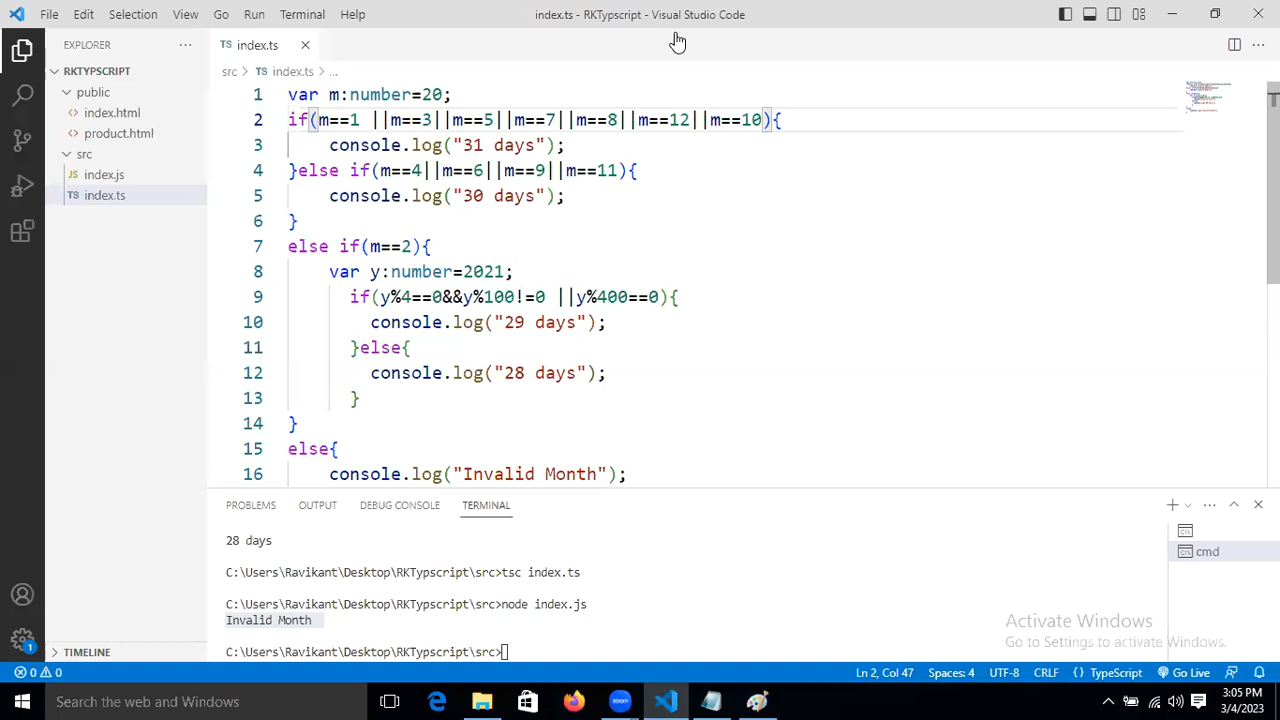 File Edit Selection View Go Run Terminal Help
index.ts - RKTypscript - Visual Studio Code
EXPLORER
RKTYPSCRIPT
public
index.html
product.html
src
JS index.js
TS index.ts
TIMELINE
TS index.ts
src > TS index.ts > ...
1 var m:number=20;
2 if(m==1 ||m==3||m==5||m==7||m==8||m==12||m==10){
3 console.log("31 days");
4 }else if(m==4||m==6||m==9||m==11){
5 console.log("30 days");
6 }
7 else if(m==2){
8 var y:number=2021;
9 if(y%4==0&&y%100!=0 ||y%400==0){
10 console.log("29 days");
11 }else{
12 console.log("28 days");
13 }
14 }
15 else{
16 console.log("Invalid Month");
PROBLEMS OUTPUT DEBUG CONSOLE TERMINAL
28 days
C:\Users\Ravikant\Desktop\RKTypscript\src>tsc index.ts
C:\Users\Ravikant\Desktop\RKTypscript\src>node index.js
Invalid Month
C:\Users\Ravikant\Desktop\RKTypscript\src>
cmd
Activate Windows
Go to Settings to activate Windows.
1
0 0 Ln 2, Col 47 Spaces: 4 UTF-8 CRLF {} TypeScript Go Live
Search the web and Windows
zoom
3:05 PM
3/4/2023